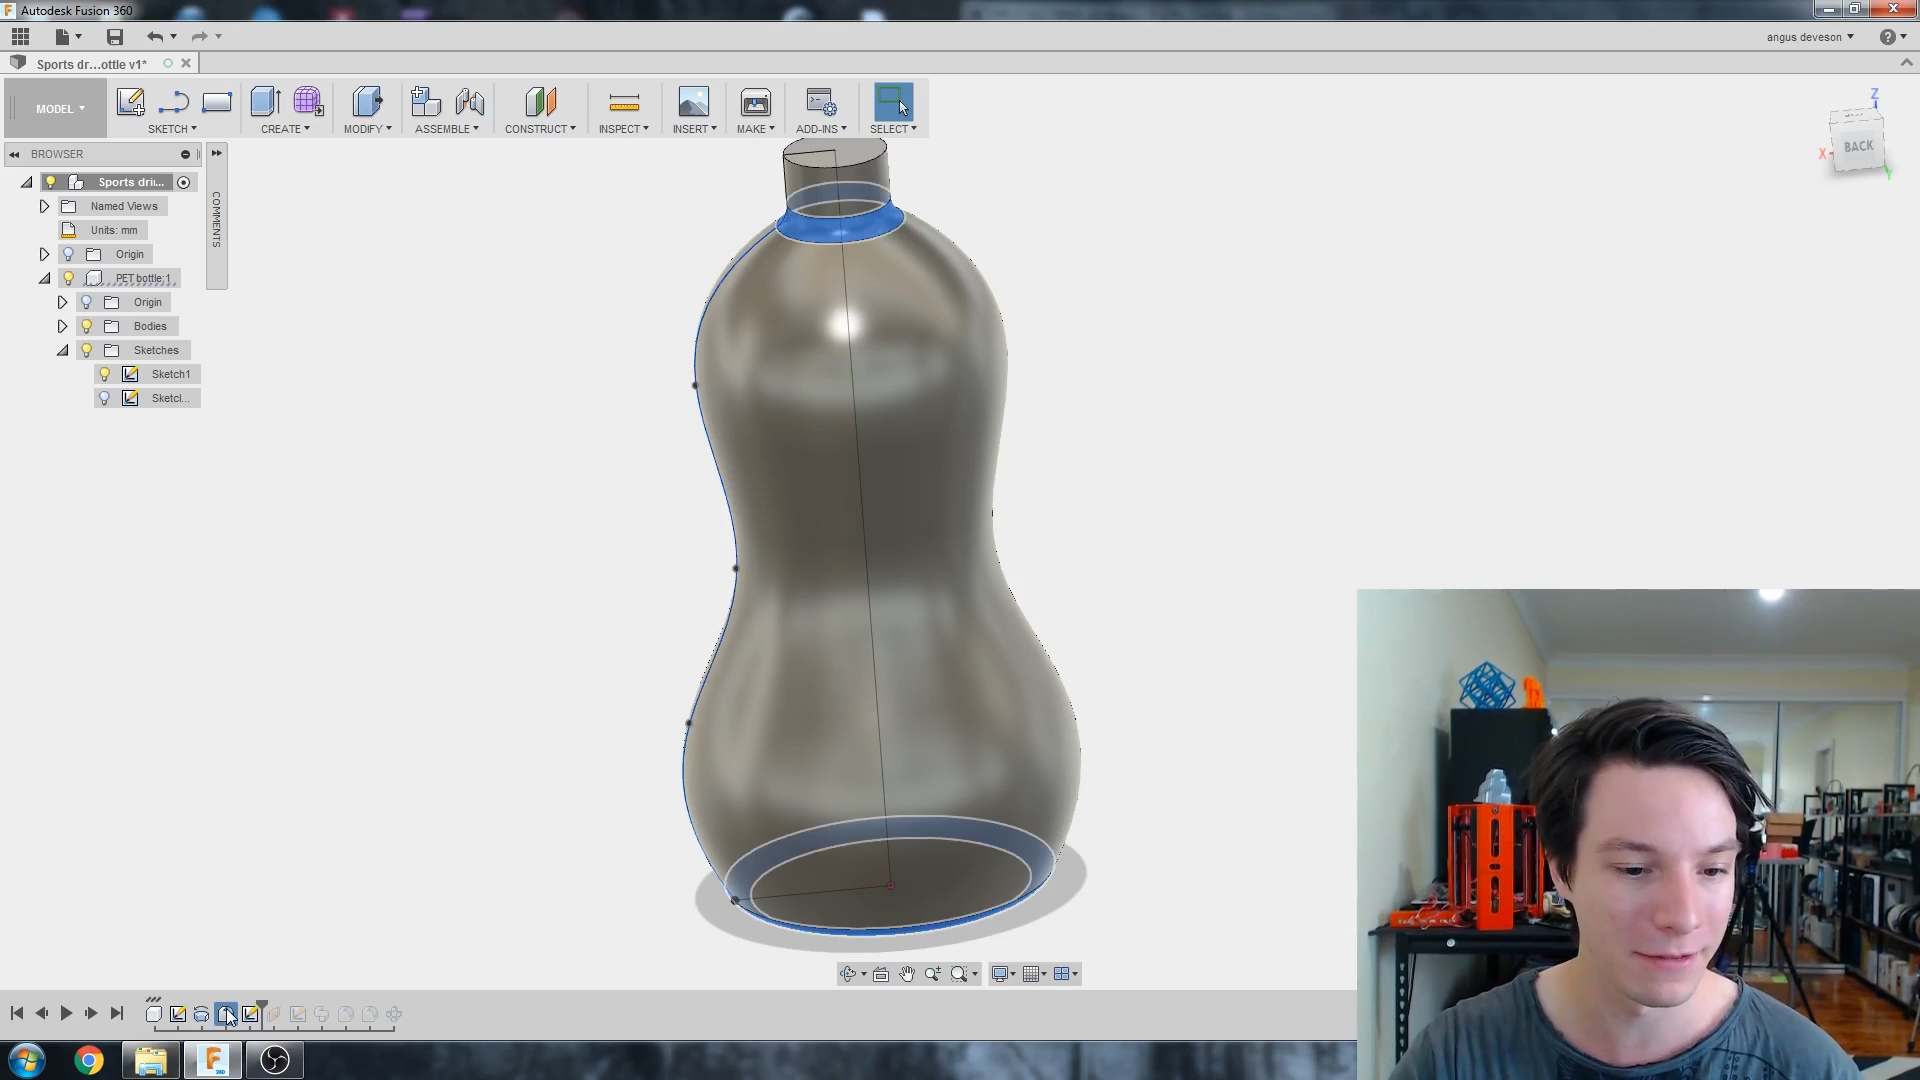 Autodesk Fusion 360
angus deveson
Sports dr...ottle v1*
MODEL
SKETCH
CREATE
MODIFY
ASSEMBLE
CONSTRUCT
INSPECT
INSERT
MAKE
ADD-INS
SELECT
Z
BACK
X
Y
BROWSER
COMMENTS
Sports drii...
Named Views
Units: mm
Origin
PET bottle:1
Origin
Bodies
Sketches
Sketch1
Sketcl...